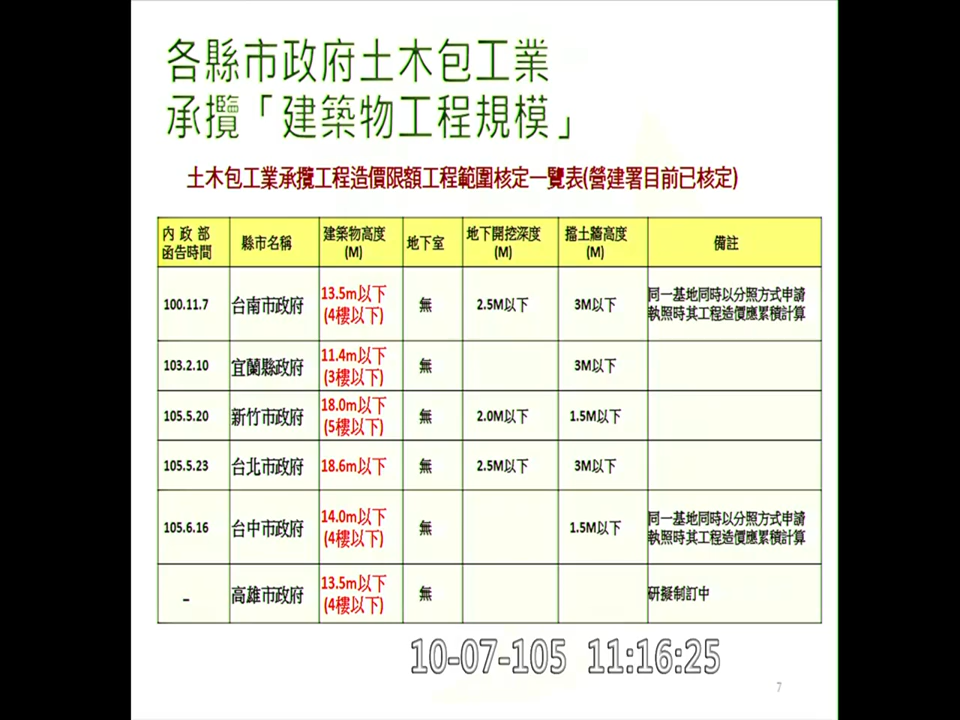 各縣市政府土木包工業
承攬「建築物工程規模」
土木包工業承攬工程造價限額工程範圍核定一覽表(營建署目前已核定)
內 政 部 函告時間 縣市名稱 建築物高度 (M) 地下室 地下開挖深度 (M) 擋土牆高度 (M) 備註
100.11.7 台南市政府 13.5m以下 (4樓以下) 無 2.5M以下 3M以下 同一基地同時以分照方式申請 執照時其工程造價應累積計算
103.2.10 宜蘭縣政府 11.4m以下 (3樓以下) 無 3M以下
105.5.20 新竹市政府 18.0m以下 (5樓以下) 無 2.0M以下 1.5M以下
105.5.23 台北市政府 18.6m以下 無 2.5M以下 3M以下
105.6.16 台中市政府 14.0m以下 (4樓以下) 無 1.5M以下 同一基地同時以分照方式申請 執照時其工程造價應累積計算
– 高雄市政府 13.5m以下 (4樓以下) 無 研擬制訂中
10-07-105 11:16:25
7